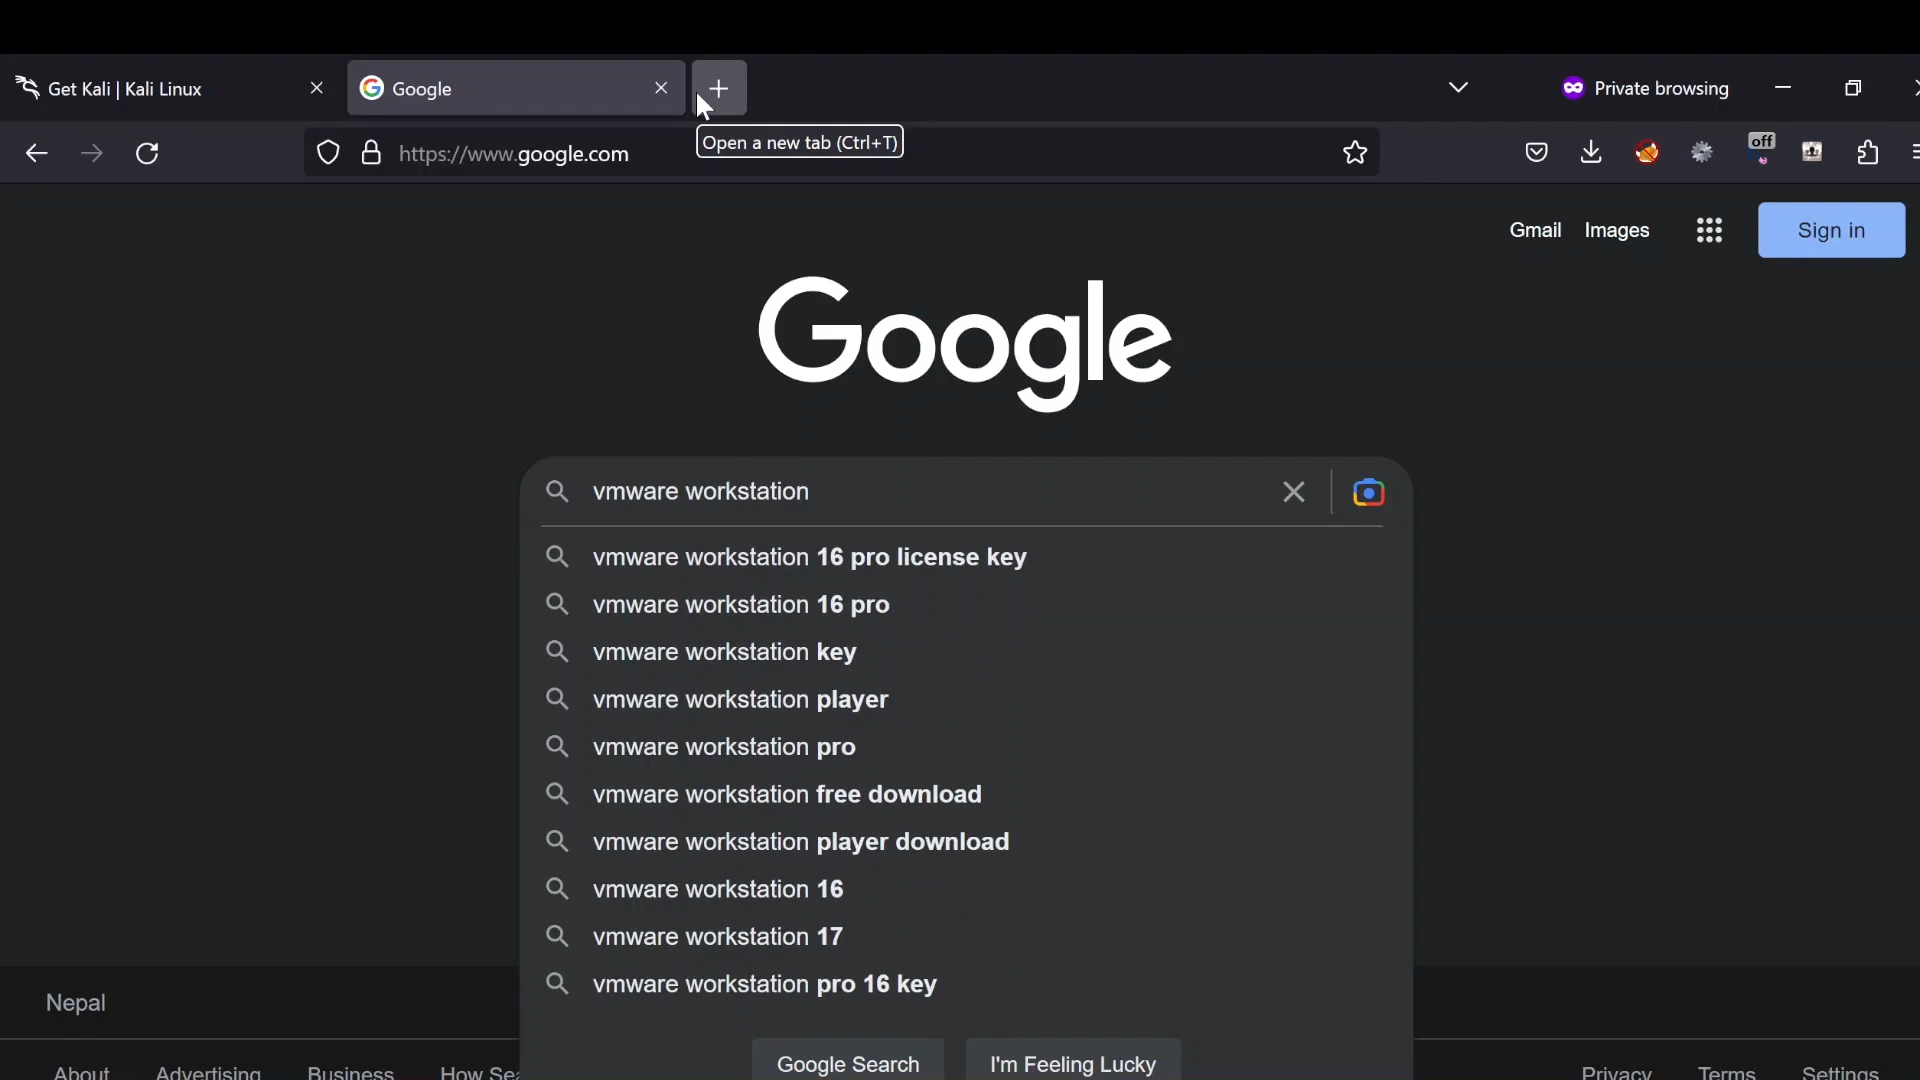 Get Kali | Kali Linux
Google
Private browsing
https://www.google.com
Open a new tab (Ctrl+T)
off
Gmail Images
Sign in
Google
vmware workstation
vmware workstation 16 pro license key
vmware workstation 16 pro
vmware workstation key
vmware workstation player
vmware workstation pro
vmware workstation free download
vmware workstation player download
vmware workstation 16
vmware workstation 17
vmware workstation pro 16 key
Nepal
Google Search I'm Feeling Lucky
About Advertising Business How Sea
Privacy Terms Settings